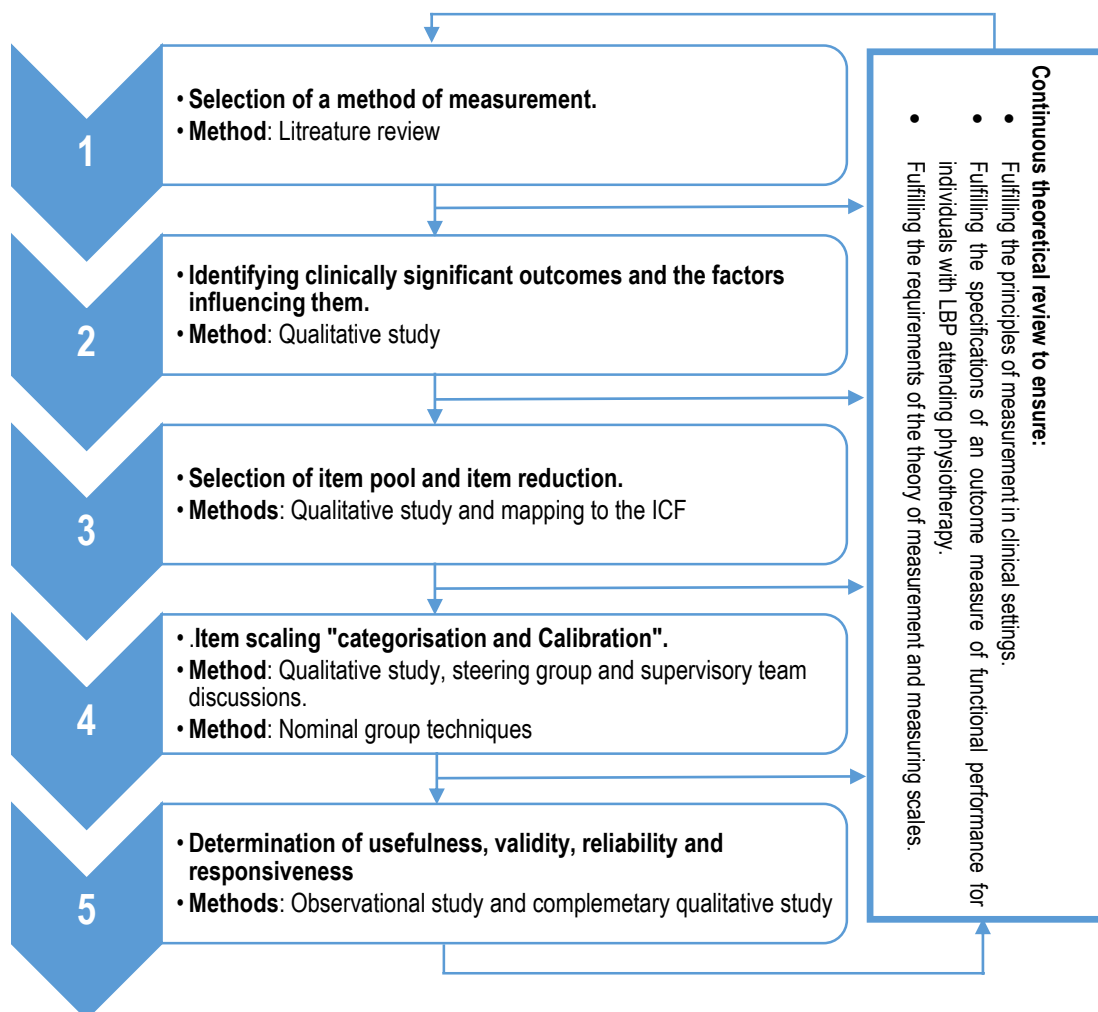 1
• Selection of a method of measurement.
• Method: Litreature review
2
• Identifying clinically significant outcomes and the factors
influencing them.
• Method: Qualitative study
3
• Selection of item pool and item reduction.
• Methods: Qualitative study and mapping to the ICF
4
• .Item scaling "categorisation and Calibration".
• Method: Qualitative study, steering group and supervisory team
discussions.
• Method: Nominal group techniques
5
• Determination of usefulness, validity, reliability and
responsiveness
• Methods: Observational study and complemetary qualitative study
Continuous theoretical review to ensure:
• Fulfilling the principles of measurement in clinical settings.
• Fulfilling the specifications of an outcome measure of functional performance for
individuals with LBP attending physiotherapy.
• Fulfilling the requirements of the theory of measurement and measuring scales.